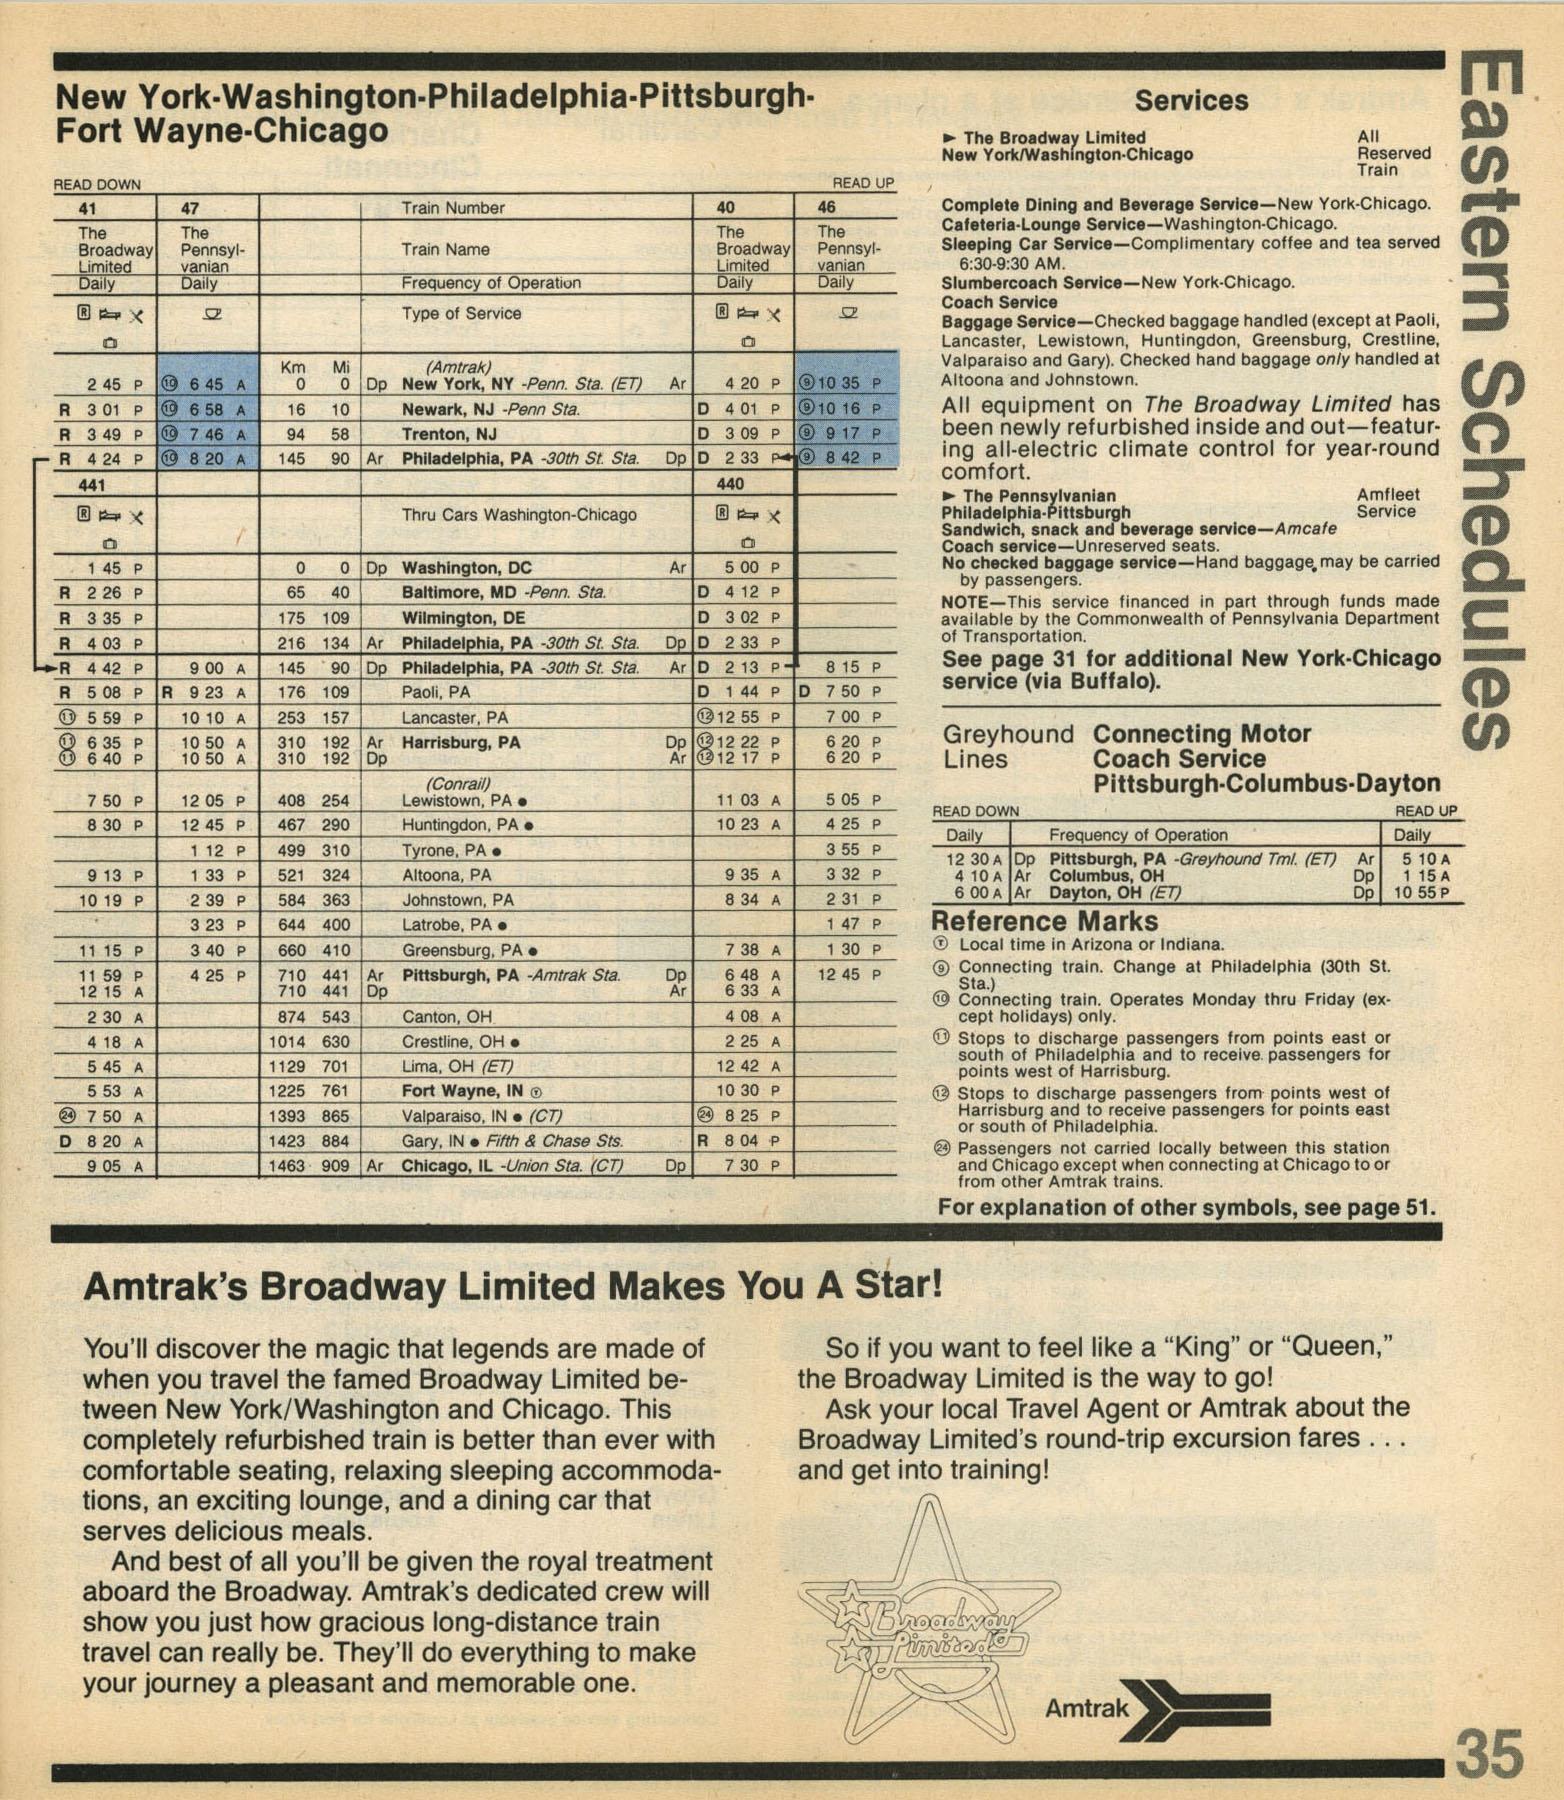 Eastern Schedules
New York-Washington-Philadelphia-Pittsburgh-
Fort Wayne-Chicago
READ DOWN READ UP
41 47 Train Number 40 46
The Broadway Limited The Pennsyl-vanian Train Name The Broadway Limited The Pennsyl-vanian
Daily Daily Frequency of Operation Daily Daily
R Type of Service R
Km Mi (Amtrak)
2 45 P ⑩ 6 45 A 0 0 Dp New York, NY -Penn. Sta. (ET) Ar 4 20 P ⑨ 10 35 P
R 3 01 P ⑩ 6 58 A 16 10 Newark, NJ -Penn Sta. D 4 01 P ⑨ 10 16 P
R 3 49 P ⑩ 7 46 A 94 58 Trenton, NJ D 3 09 P ⑨ 9 17 P
R 4 24 P ⑩ 8 20 A 145 90 Ar Philadelphia, PA -30th St. Sta. Dp D 2 33 P ⑨ 8 42 P
441 440
R Thru Cars Washington-Chicago R
1 45 P 0 0 Dp Washington, DC Ar 5 00 P
R 2 26 P 65 40 Baltimore, MD -Penn. Sta. D 4 12 P
R 3 35 P 175 109 Wilmington, DE D 3 02 P
R 4 03 P 216 134 Ar Philadelphia, PA -30th St. Sta. Dp D 2 33 P
R 4 42 P 9 00 A 145 90 Dp Philadelphia, PA -30th St. Sta. Ar D 2 13 P 8 15 P
R 5 08 P R 9 23 A 176 109 Paoli, PA D 1 44 P D 7 50 P
⑪ 5 59 P 10 10 A 253 157 Lancaster, PA ⑫ 12 55 P 7 00 P
⑪ 6 35 P 10 50 A 310 192 Ar Harrisburg, PA Dp ⑫ 12 22 P 6 20 P
⑪ 6 40 P 10 50 A 310 192 Dp Ar ⑫ 12 17 P 6 20 P
(Conrail)
7 50 P 12 05 P 408 254 Lewistown, PA ● 11 03 A 5 05 P
8 30 P 12 45 P 467 290 Huntingdon, PA ● 10 23 A 4 25 P
1 12 P 499 310 Tyrone, PA ● 3 55 P
9 13 P 1 33 P 521 324 Altoona, PA 9 35 A 3 32 P
10 19 P 2 39 P 584 363 Johnstown, PA 8 34 A 2 31 P
3 23 P 644 400 Latrobe, PA ● 1 47 P
11 15 P 3 40 P 660 410 Greensburg, PA ● 7 38 A 1 30 P
11 59 P 4 25 P 710 441 Ar Pittsburgh, PA -Amtrak Sta. Dp 6 48 A 12 45 P
12 15 A 710 441 Dp Ar 6 33 A
2 30 A 874 543 Canton, OH 4 08 A
4 18 A 1014 630 Crestline, OH ● 2 25 A
5 45 A 1129 701 Lima, OH (ET) 12 42 A
5 53 A 1225 761 Fort Wayne, IN Ⓣ 10 30 P
㉔ 7 50 A 1393 865 Valparaiso, IN ● (CT) ㉔ 8 25 P
D 8 20 A 1423 884 Gary, IN ● Fifth & Chase Sts. R 8 04 P
9 05 A 1463 909 Ar Chicago, IL -Union Sta. (CT) Dp 7 30 P
Services
► The Broadway Limited All
New York/Washington-Chicago Reserved
Train
Complete Dining and Beverage Service—New York-Chicago.
Cafeteria-Lounge Service—Washington-Chicago.
Sleeping Car Service—Complimentary coffee and tea served
6:30-9:30 AM.
Slumbercoach Service—New York-Chicago.
Coach Service
Baggage Service—Checked baggage handled (except at Paoli,
Lancaster, Lewistown, Huntingdon, Greensburg, Crestline,
Valparaiso and Gary). Checked hand baggage only handled at
Altoona and Johnstown.
All equipment on The Broadway Limited has
been newly refurbished inside and out—featur-
ing all-electric climate control for year-round
comfort.
► The Pennsylvanian Amfleet
Philadelphia-Pittsburgh Service
Sandwich, snack and beverage service—Amcafe
Coach service—Unreserved seats.
No checked baggage service—Hand baggage may be carried
by passengers.
NOTE—This service financed in part through funds made
available by the Commonwealth of Pennsylvania Department
of Transportation.
See page 31 for additional New York-Chicago
service (via Buffalo).
Greyhound Connecting Motor
Lines Coach Service
Pittsburgh-Columbus-Dayton
READ DOWN READ UP
Daily Frequency of Operation Daily
12 30 A Dp Pittsburgh, PA -Greyhound Tml. (ET) Ar 5 10 A
4 10 A Ar Columbus, OH Dp 1 15 A
6 00 A Ar Dayton, OH (ET) Dp 10 55 P
Reference Marks
Ⓣ Local time in Arizona or Indiana.
⑨ Connecting train. Change at Philadelphia (30th St.
Sta.)
⑩ Connecting train. Operates Monday thru Friday (ex-
cept holidays) only.
⑪ Stops to discharge passengers from points east or
south of Philadelphia and to receive passengers for
points west of Harrisburg.
⑫ Stops to discharge passengers from points west of
Harrisburg and to receive passengers for points east
or south of Philadelphia.
㉔ Passengers not carried locally between this station
and Chicago except when connecting at Chicago to or
from other Amtrak trains.
For explanation of other symbols, see page 51.
Amtrak's Broadway Limited Makes You A Star!
You'll discover the magic that legends are made of
when you travel the famed Broadway Limited be-
tween New York/Washington and Chicago. This
completely refurbished train is better than ever with
comfortable seating, relaxing sleeping accommoda-
tions, an exciting lounge, and a dining car that
serves delicious meals.
And best of all you'll be given the royal treatment
aboard the Broadway. Amtrak's dedicated crew will
show you just how gracious long-distance train
travel can really be. They'll do everything to make
your journey a pleasant and memorable one.
So if you want to feel like a “King” or “Queen,”
the Broadway Limited is the way to go!
Ask your local Travel Agent or Amtrak about the
Broadway Limited's round-trip excursion fares . . .
and get into training!
Broadway
Limited
Amtrak
35